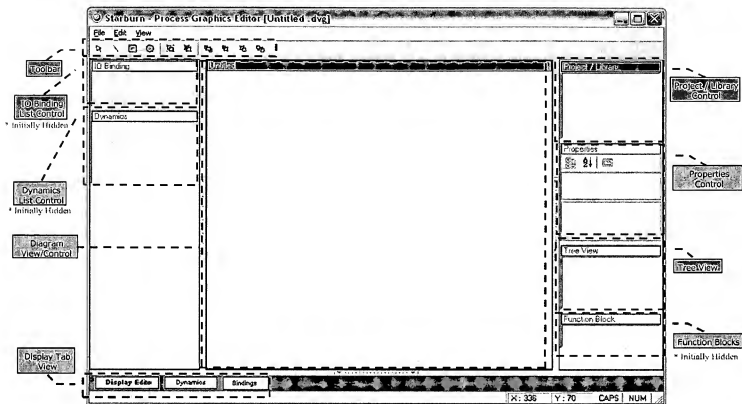 Starburn - Process Graphics Editor [Untitled .dvg]
File Edit View
Toolbar
IO Binding
Untitled
Project / Library
IO Binding
List Control
* Initially Hidden
Project / Library
Control
Dynamics
Properties
Properties
Control
Dynamics
List Control
* Initially Hidden
Diagram
View/Control
Tree View
Tree View
Function Block
Function Blocks
* Initially Hidden
Display Tab
View
Display Editor Dynamics Bindings
X: 336 Y: 70 CAPS NUM